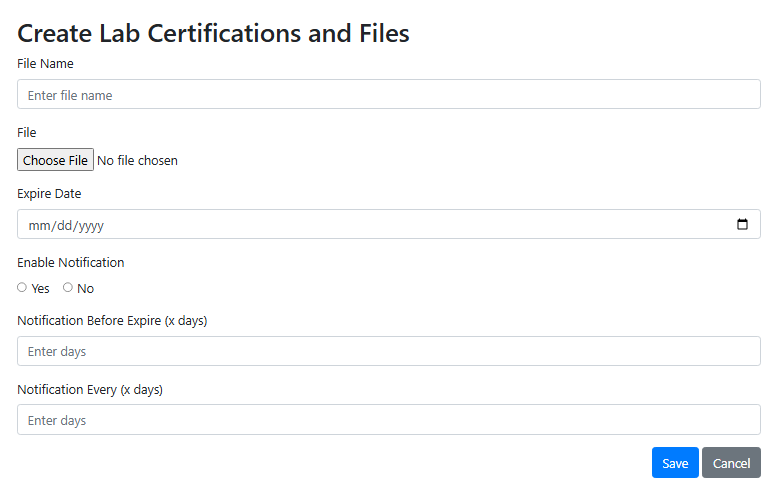 Create Lab Certifications and Files
File Name
Enter file name
File
Choose File No file chosen
Expire Date
mm/dd/yyyy
Enable Notification
Yes No
Notification Before Expire (x days)
Enter days
Notification Every (x days)
Enter days
Save Cancel